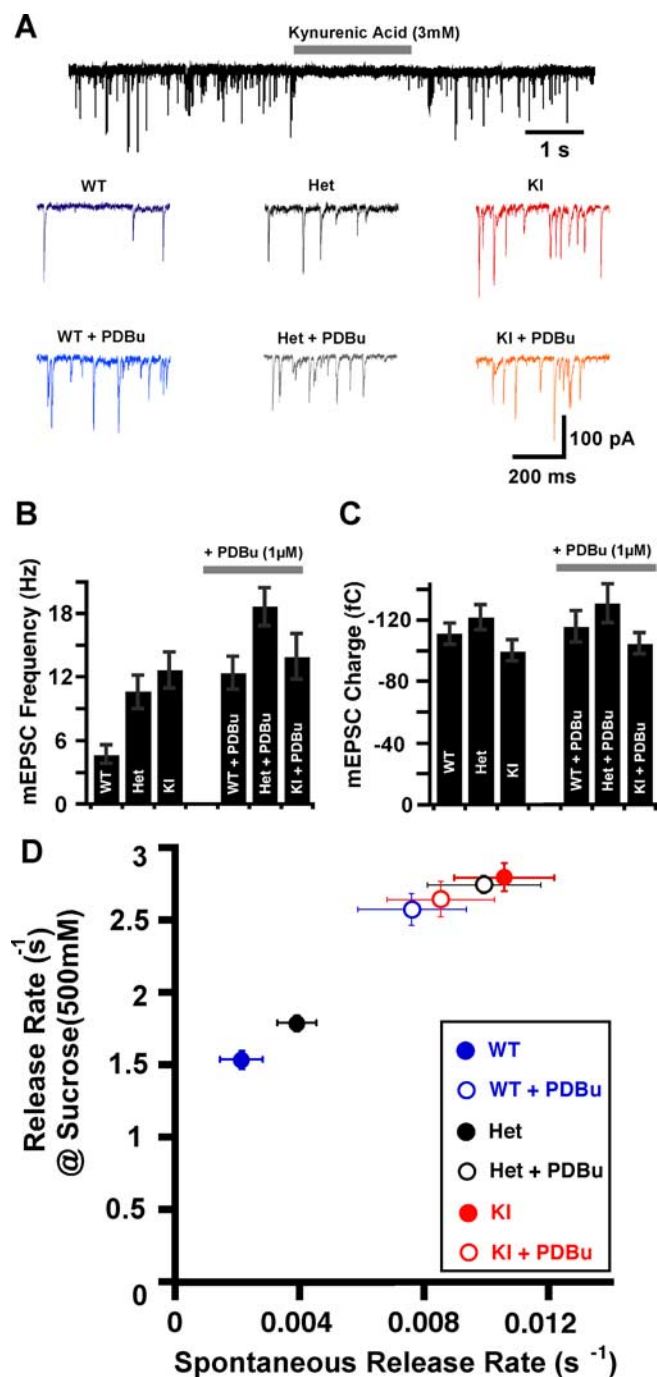 A
Kynurenic Acid (3mM)
1 s
WT
Het
KI
WT + PDBu
Het + PDBu
KI + PDBu
100 pA
200 ms
B
+ PDBu (1µM)
mEPSC Frequency (Hz)
18
12
6
0
WT
Het
KI
WT + PDBu
Het + PDBu
KI + PDBu
C
+ PDBu (1µM)
mEPSC Charge (fC)
-120
-80
-40
0
WT
Het
KI
WT + PDBu
Het + PDBu
KI + PDBu
D
Release Rate (s⁻¹)
@ Sucrose(500mM)
3
2.5
2
1.5
1
0.5
0
WT
WT + PDBu
Het
Het + PDBu
KI
KI + PDBu
0
0.004
0.008
0.012
Spontaneous Release Rate (s⁻¹)